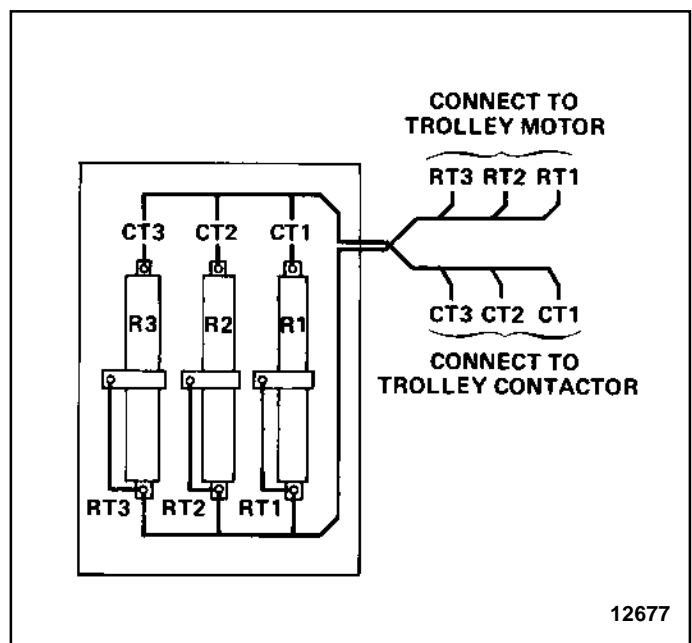 CONNECT TO
TROLLEY MOTOR
RT3 RT2 RT1
CT3 CT2 CT1
R3 R2 R1
CT3 CT2 CT1
CONNECT TO
TROLLEY CONTACTOR
RT3 RT2 RT1
12677